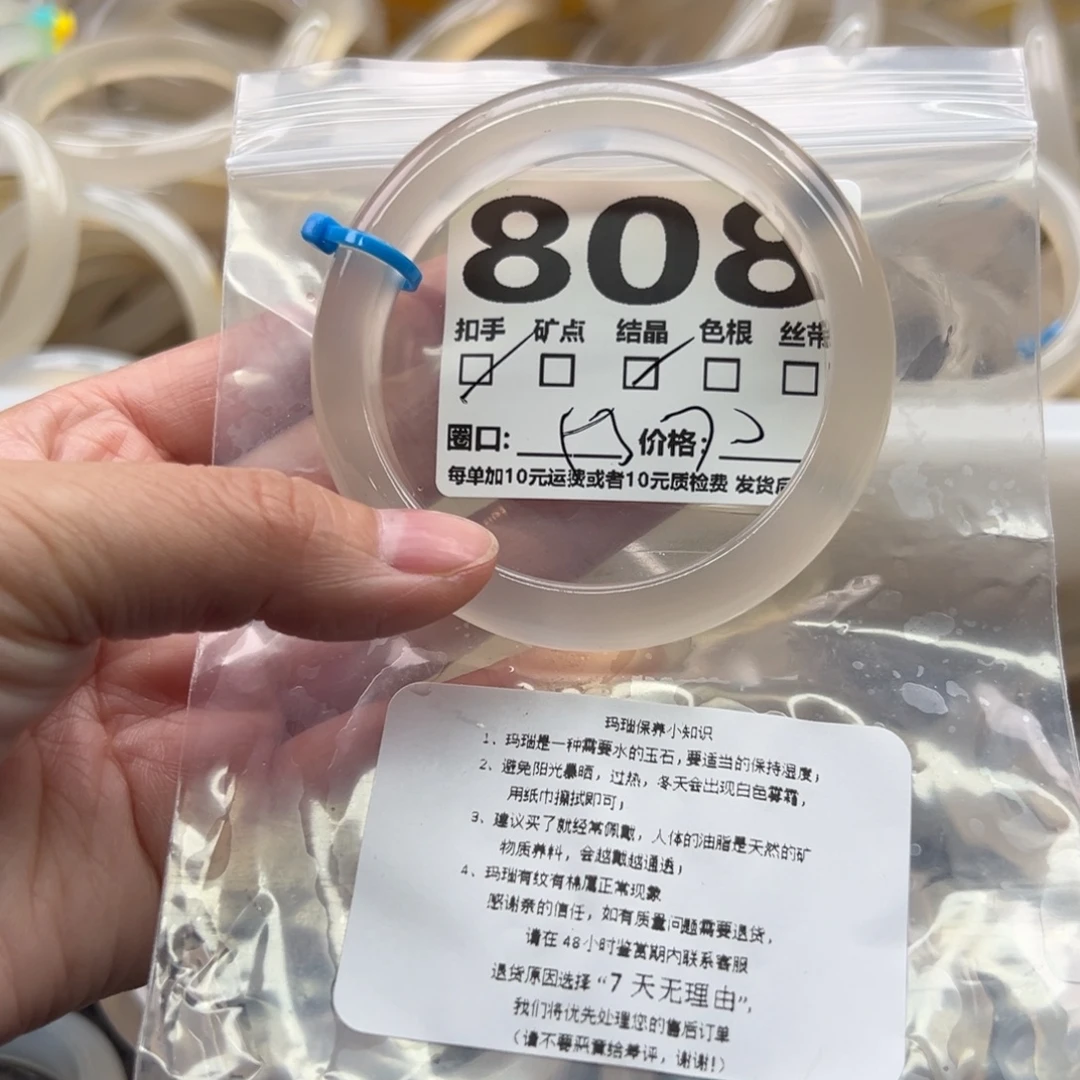 808
扣手 矿点 结晶 色根 丝带
圈口: 价格:
每单加10元运费或者10元质检费 发货后
玛瑙保养小知识
1、玛瑙是一种需要水的玉石,要适当的保持湿度;
2、避免阳光暴晒,过热,冬天会出现白色雾霜,
用纸巾擦拭即可;
3、建议买了就经常佩戴,人体的油脂是天然的矿
物质养料,会越戴越通透;
4、玛瑙有纹有棉属正常现象
感谢亲的信任,如有质量问题需要退货,
请在48小时鉴赏期内联系客服
退货原因选择“7天无理由”,
我们将优先处理您的售后订单
(请不要恶意给差评,谢谢!)